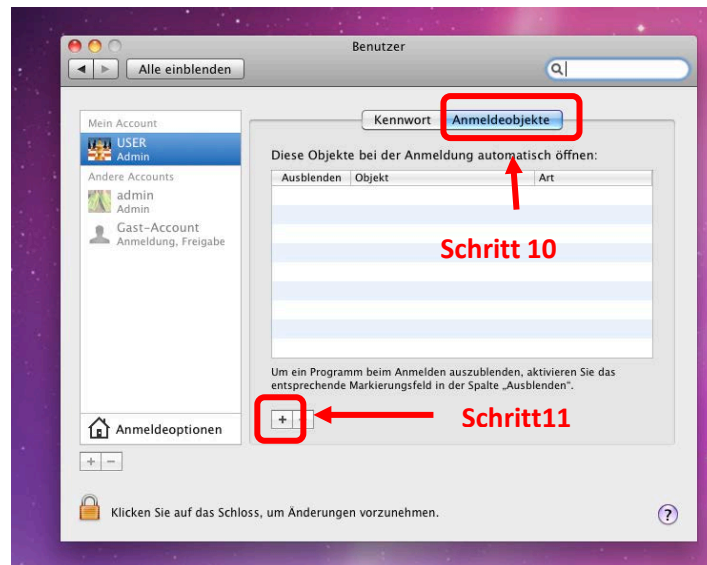 Benutzer
Alle einblenden
Mein Account
USER
Admin
Andere Accounts
admin
Admin
Gast-Account
Anmeldung, Freigabe
Anmeldeoptionen
+ −
Kennwort Anmeldeobjekte
Diese Objekte bei der Anmeldung automatisch öffnen:
Ausblenden Objekt Art
Schritt 10
Um ein Programm beim Anmelden auszublenden, aktivieren Sie das
entsprechende Markierungsfeld in der Spalte „Ausblenden“.
+ −
Schritt11
Klicken Sie auf das Schloss, um Änderungen vorzunehmen.
?